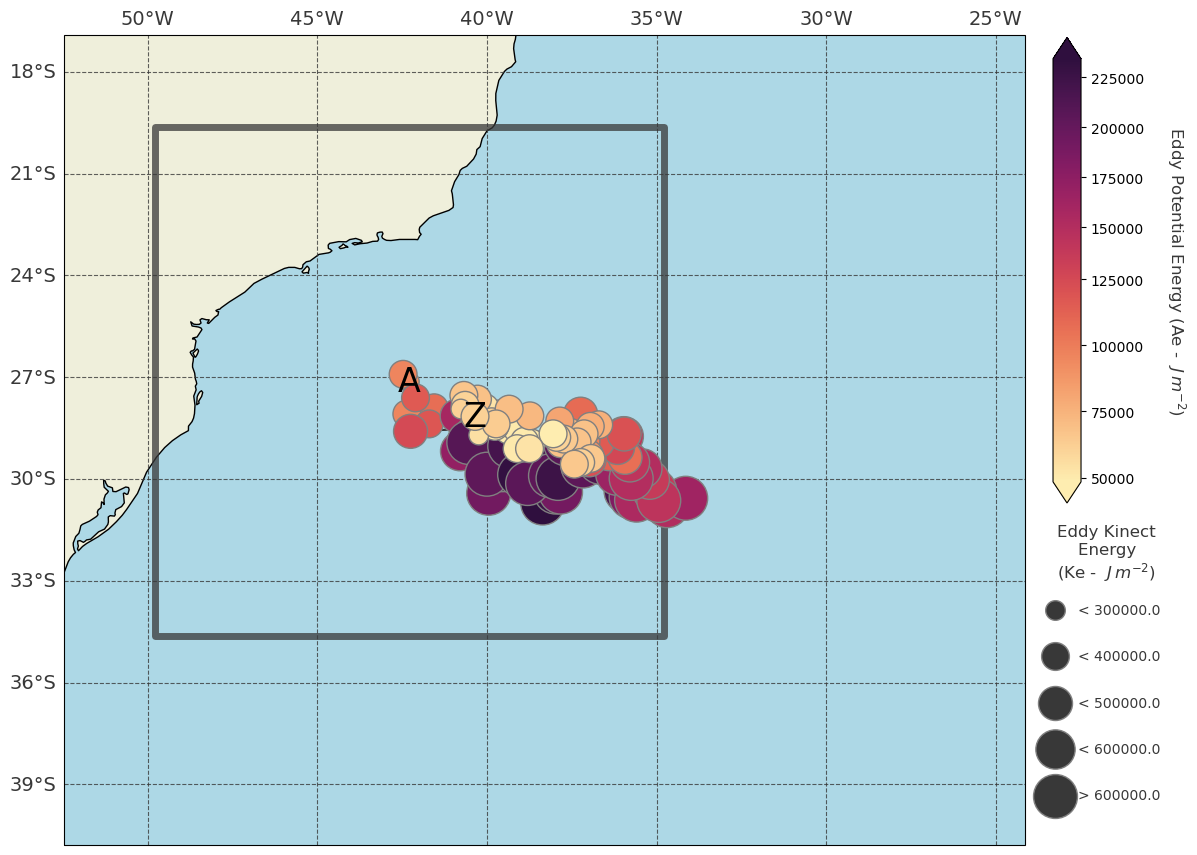 50°W 45°W 40°W 35°W 30°W 25°W
18°S
21°S
24°S
27°S
30°S
33°S
36°S
39°S
A
Z
225000
200000
175000
150000
125000
100000
75000
50000
Eddy Potential Energy (Ae - J m⁻²)
Eddy Kinect
Energy
(Ke - J m⁻²)
< 300000.0
< 400000.0
< 500000.0
< 600000.0
> 600000.0